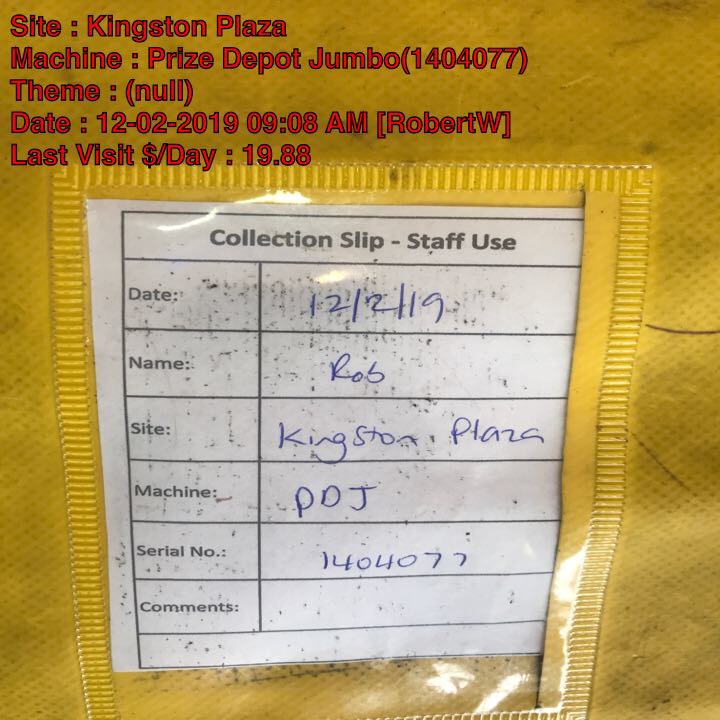 Site : Kingston Plaza
Machine : Prize Depot Jumbo(1404077)
Theme : (null)
Date : 12-02-2019 09:08 AM [RobertW]
Last Visit $/Day : 19.88
Collection Slip - Staff Use
Date: 12/2/19
Name: Rob
Site: Kingston Plaza
Machine: PDJ
Serial No.: 1404077
Comments: